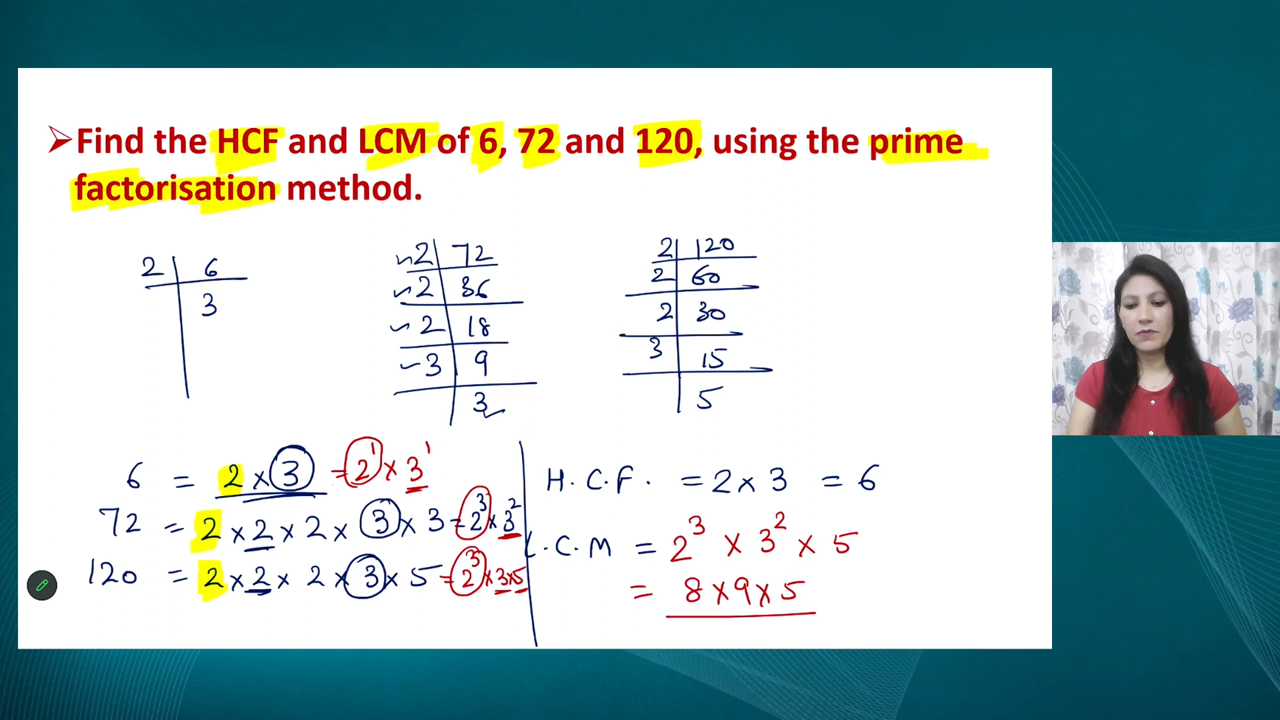 ➢Find the HCF and LCM of 6, 72 and 120, using the prime
factorisation method.
2 | 6
3
2 | 72
2 | 36
2 | 18
3 | 9
3
2 | 120
2 | 60
2 | 30
3 | 15
5
6 = 2 × 3 = 2¹ × 3¹
72 = 2 × 2 × 2 × 3 × 3 = 2³ × 3²
120 = 2 × 2 × 2 × 3 × 5 = 2³ × 3 × 5
H.C.F. = 2 × 3 = 6
L.C.M = 2³ × 3² × 5
= 8 × 9 × 5